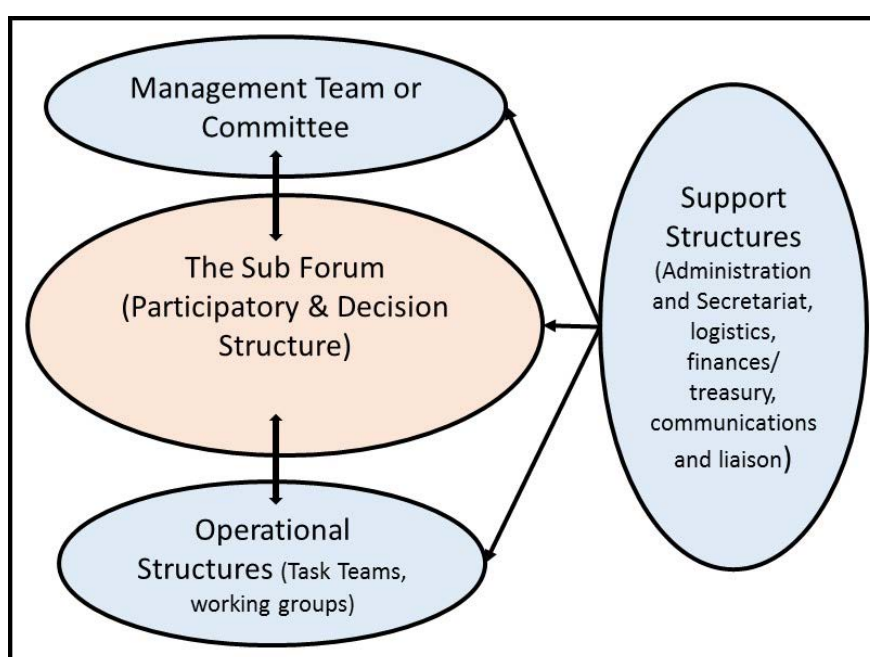 Management Team or
Committee
The Sub Forum
(Participatory & Decision
Structure)
Operational
Structures (Task Teams,
working groups)
Support
Structures
(Administration
and Secretariat,
logistics,
finances/
treasury,
communications
and liaison)